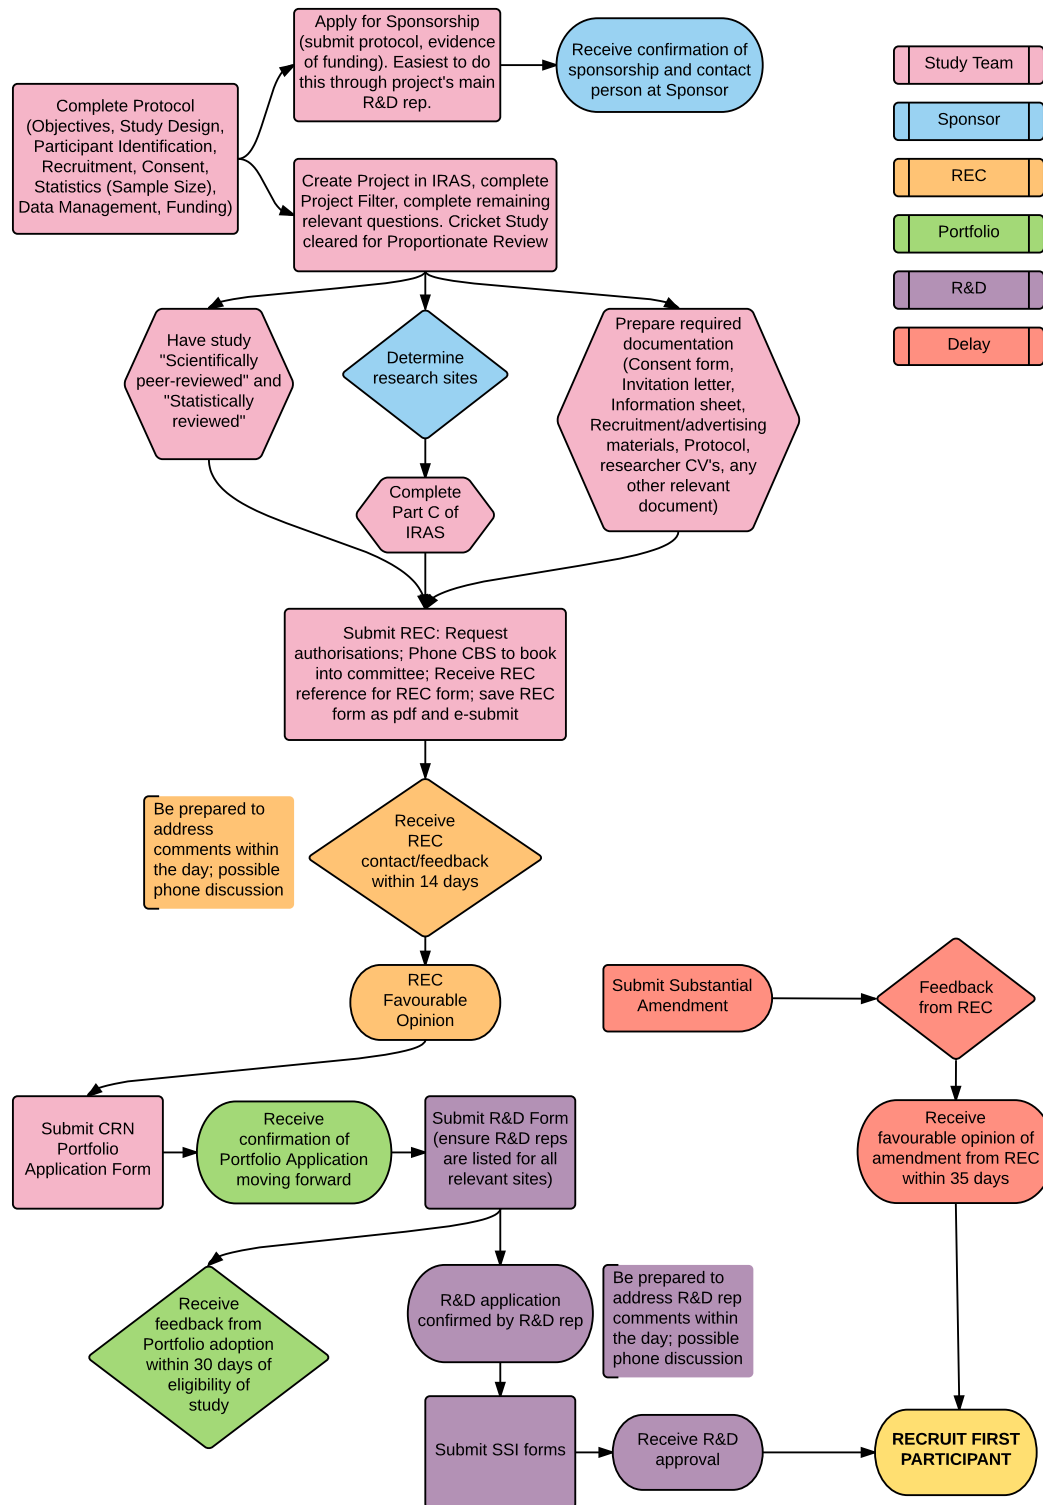 Apply for Sponsorship
(submit protocol, evidence
of funding). Easiest to do
this through project's main
R&D rep.
Receive confirmation of
sponsorship and contact
person at Sponsor
Study Team
Sponsor
REC
Portfolio
R&D
Delay
Complete Protocol
(Objectives, Study Design,
Participant Identification,
Recruitment, Consent,
Statistics (Sample Size),
Data Management, Funding)
Create Project in IRAS, complete
Project Filter, complete remaining
relevant questions. Cricket Study
cleared for Proportionate Review
Have study
"Scientifically
peer-reviewed" and
"Statistically
reviewed"
Determine
research sites
Prepare required
documentation
(Consent form,
Invitation letter,
Information sheet,
Recruitment/advertising
materials, Protocol,
researcher CV's, any
other relevant
document)
Complete
Part C of
IRAS
Submit REC: Request
authorisations; Phone CBS to book
into committee; Receive REC
reference for REC form; save REC
form as pdf and e-submit
Be prepared to
address
comments within
the day; possible
phone discussion
Receive
REC
contact/feedback
within 14 days
REC
Favourable
Opinion
Submit Substantial
Amendment
Feedback
from REC
Submit CRN
Portfolio
Application Form
Receive
confirmation of
Portfolio Application
moving forward
Submit R&D Form
(ensure R&D reps
are listed for all
relevant sites)
Receive
favourable opinion of
amendment from REC
within 35 days
Receive
feedback from
Portfolio adoption
within 30 days of
eligibility of
study
R&D application
confirmed by R&D rep
Be prepared to
address R&D rep
comments within
the day; possible
phone discussion
Submit SSI forms
Receive R&D
approval
RECRUIT FIRST
PARTICIPANT